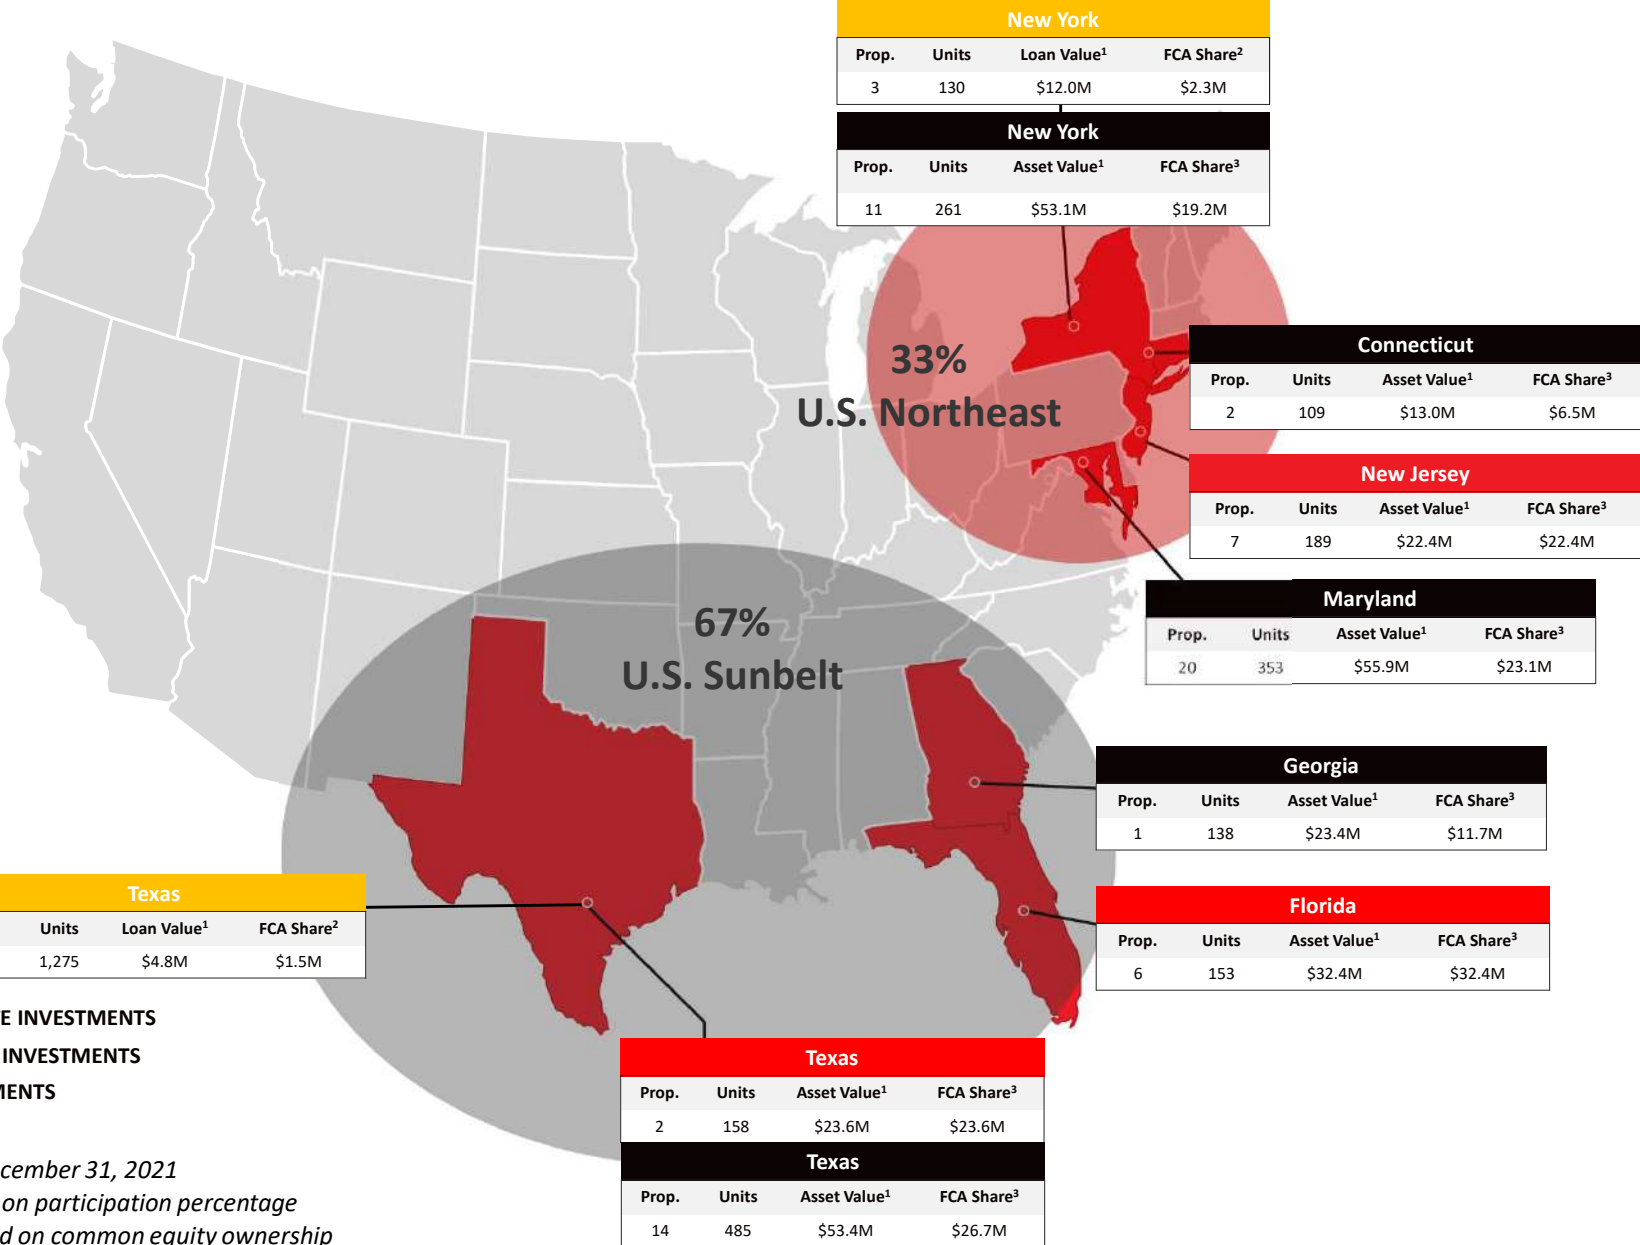 New York
Prop. Units Loan Value¹ FCA Share²
3 130 $12.0M $2.3M
New York
Prop. Units Asset Value¹ FCA Share³
11 261 $53.1M $19.2M
33%
U.S. Northeast
Connecticut
Prop. Units Asset Value¹ FCA Share³
2 109 $13.0M $6.5M
New Jersey
Prop. Units Asset Value¹ FCA Share³
7 189 $22.4M $22.4M
Maryland
Prop. Units Asset Value¹ FCA Share³
20 353 $55.9M $23.1M
67%
U.S. Sunbelt
Georgia
Prop. Units Asset Value¹ FCA Share³
1 138 $23.4M $11.7M
Florida
Prop. Units Asset Value¹ FCA Share³
6 153 $32.4M $32.4M
Texas
Units Loan Value¹ FCA Share²
1,275 $4.8M $1.5M
Texas
Prop. Units Asset Value¹ FCA Share³
2 158 $23.6M $23.6M
Texas
Prop. Units Asset Value¹ FCA Share³
14 485 $53.4M $26.7M
E INVESTMENTS
INVESTMENTS
MENTS
cember 31, 2021
on participation percentage
d on common equity ownership